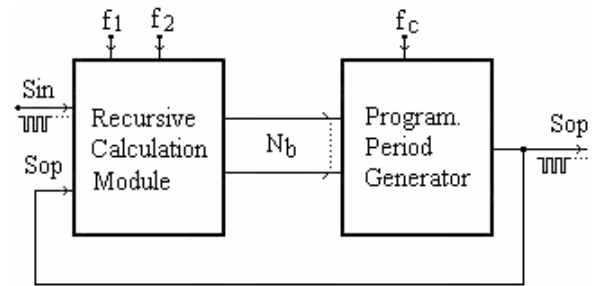 f1 f2 fc
Sin
Sop
Recursive
Calculation
Module
Nb
Program.
Period
Generator
Sop